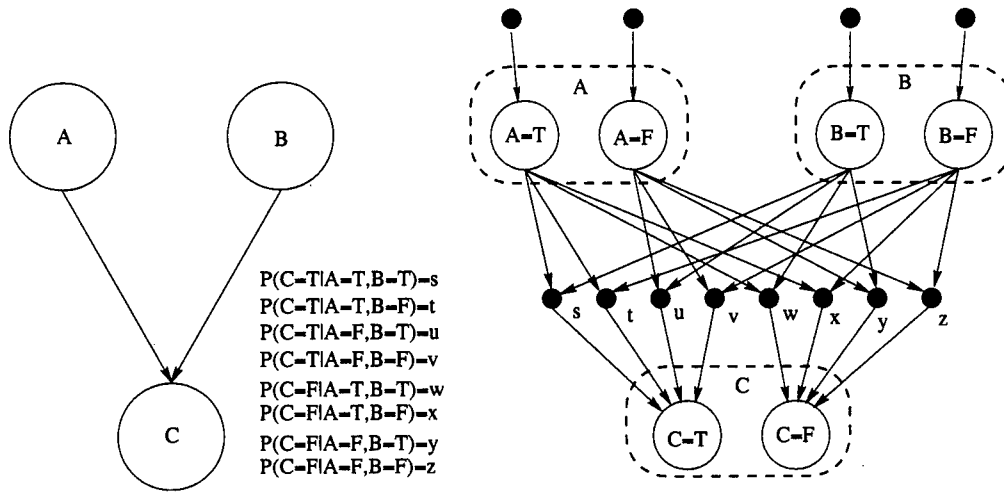 A
B
C
P(C=T|A=T,B=T)=s
P(C=T|A=T,B=F)=t
P(C=T|A=F,B=T)=u
P(C=T|A=F,B=F)=v
P(C=F|A=T,B=T)=w
P(C=F|A=T,B=F)=x
P(C=F|A=F,B=T)=y
P(C=F|A=F,B=F)=z
A
B
A=T
A=F
B=T
B=F
s
t
u
v
w
x
y
z
C
C=T
C=F